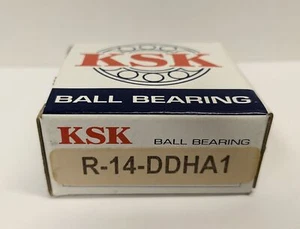 KSK
BALL BEARING
KSK BALL BEARING
R-14-DDHA1